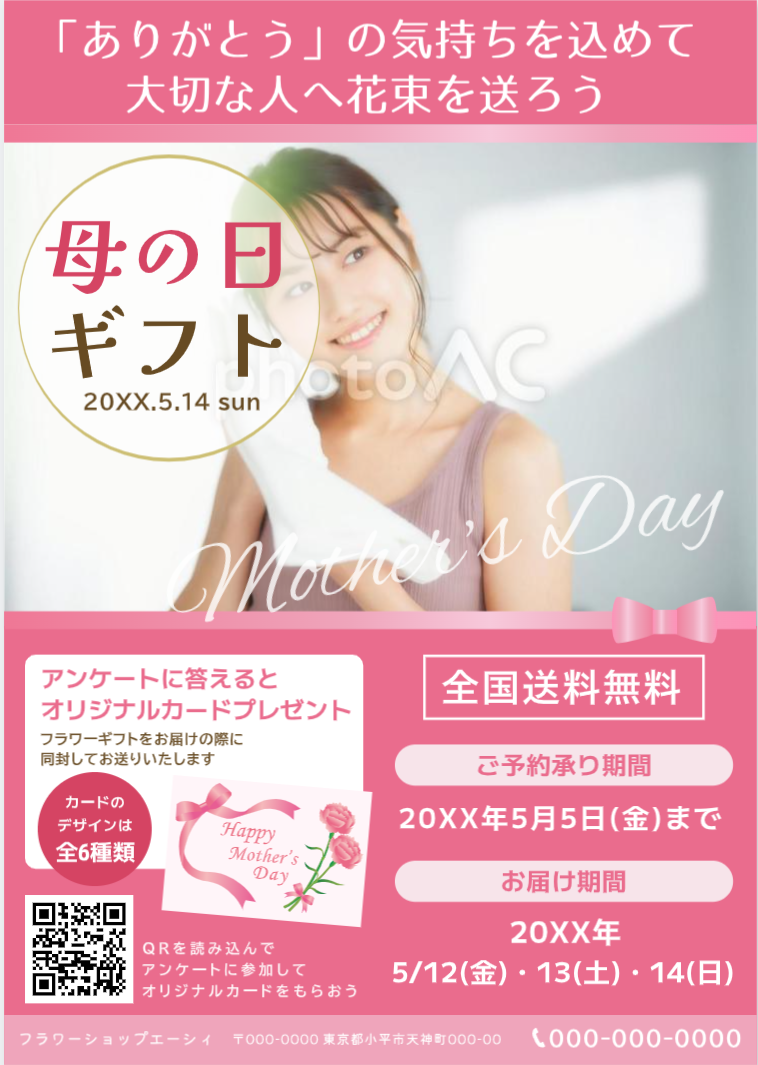 「ありがとう」の気持ちを込めて
大切な人へ花束を送ろう
母の日
ギフト
20XX.5.14 sun
photoAC
Mother's Day
アンケートに答えると
オリジナルカードプレゼント
フラワーギフトをお届けの際に
同封してお送りいたします
カードの
デザインは
全6種類
Happy
Mother's
Day
QRを読み込んで
アンケートに参加して
オリジナルカードをもらおう
全国送料無料
ご予約承り期間
20XX年5月5日(金)まで
お届け期間
20XX年
5/12(金)・13(土)・14(日)
フラワーショップエーシィ 〒000-0000 東京都小平市天神町000-00 000-000-0000